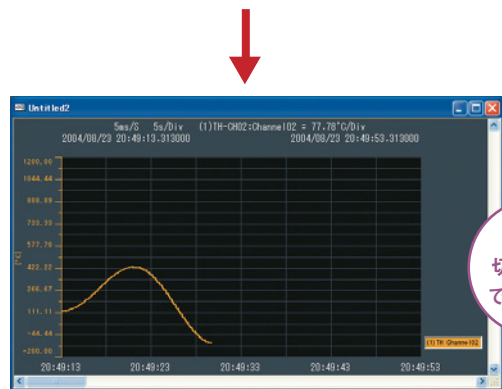 Untitled2
5ms/S 5s/Div (1)TH-CH02:Channel02 = 77.78°C/Div
2004/08/23 20:49:13.313000 2004/08/23 20:49:53.313000
1200.00
1044.44
888.89
733.33
577.78
422.22
266.67
111.11
-44.44
-200.00
[°C]
(1)TH Channel02
20:49:13 20:49:23 20:49:33 20:49:43 20:49:53
切
で